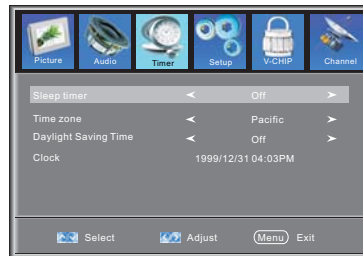 Picture Audio Timer Setup V-CHIP Channel
Sleep timer Off
Time zone Pacific
Daylight Saving Time Off
Clock 1999/12/31 04:03PM
Select Adjust Menu Exit